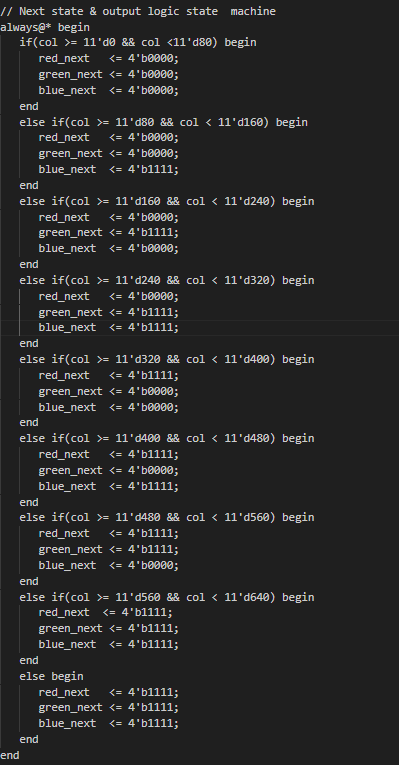 // Next state & output logic state  machine
always@* begin
   if(col >= 11'd0 && col <11'd80) begin
      red_next   <= 4'b0000;
      green_next <= 4'b0000;
      blue_next  <= 4'b0000;
   end
   else if(col >= 11'd80 && col < 11'd160) begin
      red_next   <= 4'b0000;
      green_next <= 4'b0000;
      blue_next  <= 4'b1111;
   end
   else if(col >= 11'd160 && col < 11'd240) begin
      red_next   <= 4'b0000;
      green_next <= 4'b1111;
      blue_next  <= 4'b0000;
   end
   else if(col >= 11'd240 && col < 11'd320) begin
      red_next   <= 4'b0000;
      green_next <= 4'b1111;
      blue_next  <= 4'b1111;
   end
   else if(col >= 11'd320 && col < 11'd400) begin
      red_next   <= 4'b1111;
      green_next <= 4'b0000;
      blue_next  <= 4'b0000;
   end
   else if(col >= 11'd400 && col < 11'd480) begin
      red_next   <= 4'b1111;
      green_next <= 4'b0000;
      blue_next  <= 4'b1111;
   end
   else if(col >= 11'd480 && col < 11'd560) begin
      red_next   <= 4'b1111;
      green_next <= 4'b1111;
      blue_next  <= 4'b0000;
   end
   else if(col >= 11'd560 && col < 11'd640) begin
      red_next  <= 4'b1111;
      green_next <= 4'b1111;
      blue_next  <= 4'b1111;
   end
   else begin
      red_next   <= 4'b1111;
      green_next <= 4'b1111;
      blue_next  <= 4'b1111;
   end
end